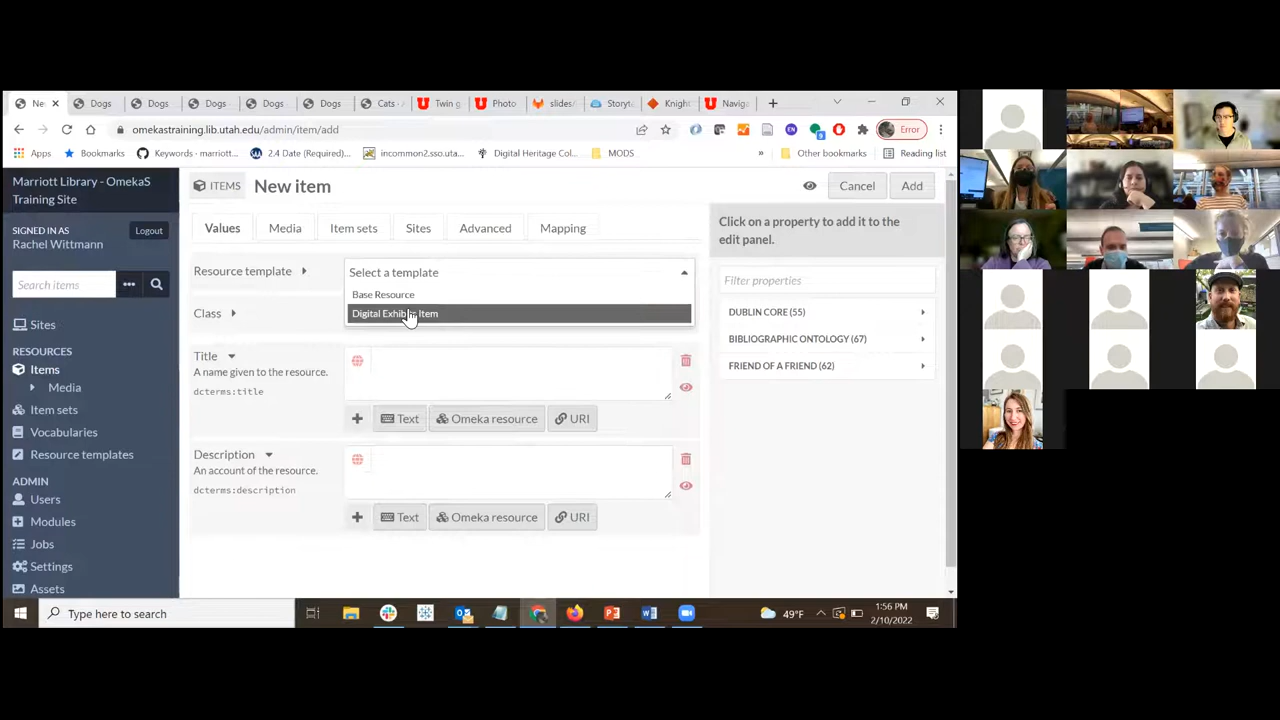 Ne
Dogs
Dogs
Dogs
Dogs
Dogs
Cats -
Twin g
Photo
slides/
Storyte
Knight
Naviga
omekastraining.lib.utah.edu/admin/item/add
EN
Error
Apps
Bookmarks
Keywords - marriott...
2.4 Date (Required)...
incommon2.sso.uta...
Digital Heritage Col...
MODS
»
Other bookmarks
Reading list
Marriott Library - OmekaS
Training Site
SIGNED IN AS
Rachel Wittmann
Logout
Search items
Sites
RESOURCES
Items
Media
Item sets
Vocabularies
Resource templates
ADMIN
Users
Modules
Jobs
Settings
Assets
ITEMS
New item
Cancel
Add
Values
Media
Item sets
Sites
Advanced
Mapping
Resource template
Select a template
Base Resource
Digital Exhibit Item
Class
Title
A name given to the resource.
dcterms:title
Text
Omeka resource
URI
Description
An account of the resource.
dcterms:description
Text
Omeka resource
URI
Click on a property to add it to the
edit panel.
Filter properties
DUBLIN CORE (55)
BIBLIOGRAPHIC ONTOLOGY (67)
FRIEND OF A FRIEND (62)
Type here to search
49°F
1:56 PM
2/10/2022